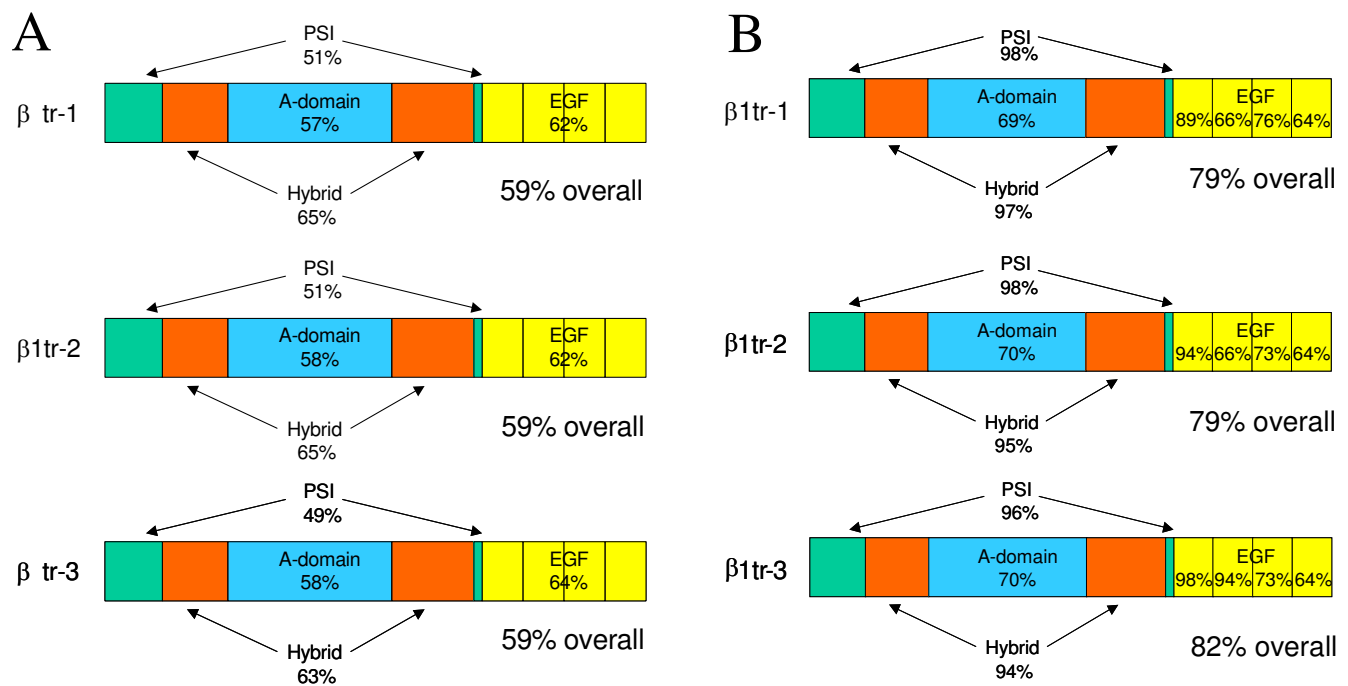 A
PSI
51%
β tr-1
A-domain
57%
EGF
62%
Hybrid
65%
59% overall
PSI
51%
β1tr-2
A-domain
58%
EGF
62%
Hybrid
65%
59% overall
PSI
49%
β tr-3
A-domain
58%
EGF
64%
Hybrid
63%
59% overall
B
PSI
98%
β1tr-1
A-domain
69%
EGF
89% 66% 76% 64%
Hybrid
97%
79% overall
PSI
98%
β1tr-2
A-domain
70%
EGF
94% 66% 73% 64%
Hybrid
95%
79% overall
PSI
96%
β1tr-3
A-domain
70%
EGF
98% 94% 73% 64%
Hybrid
94%
82% overall